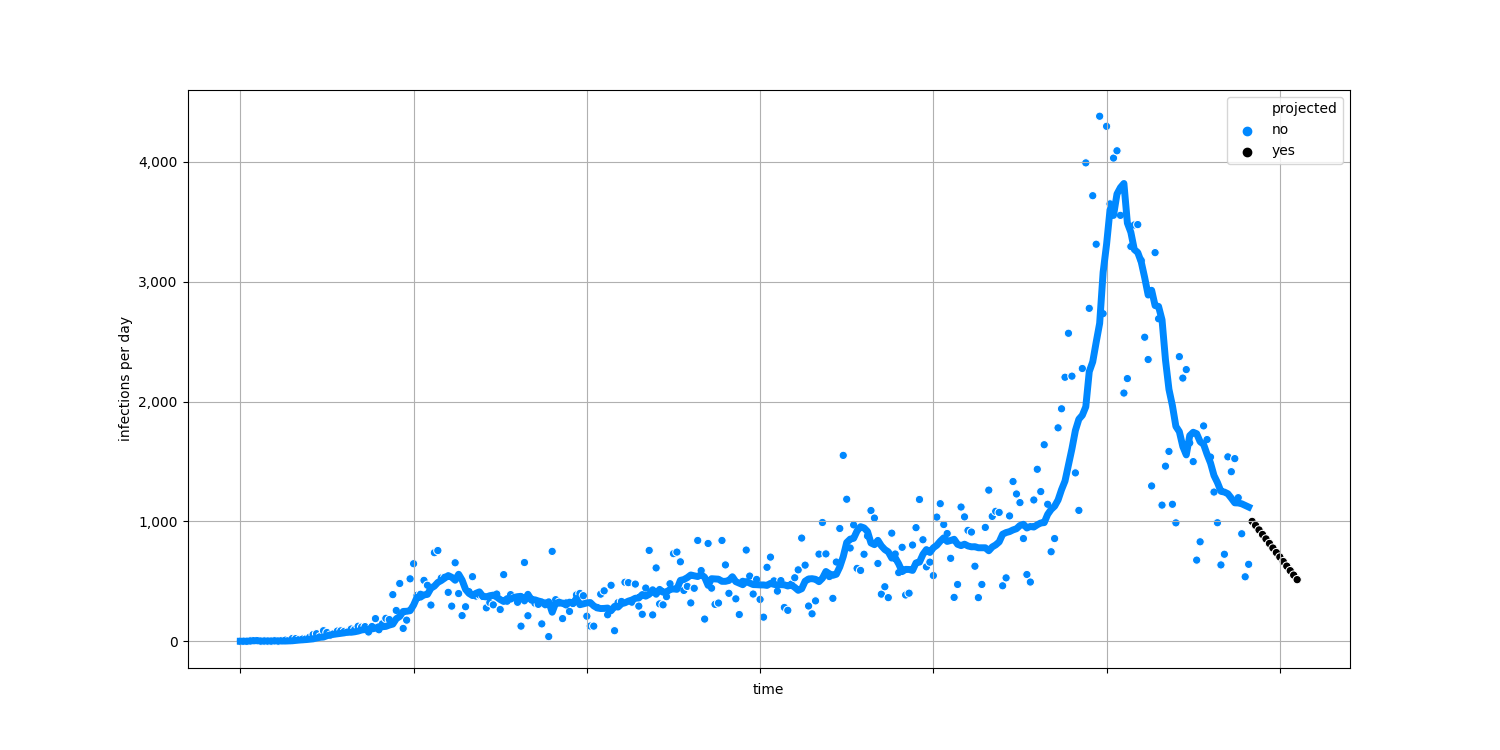 projected
no
yes
4,000
3,000
2,000
1,000
0
infections per day
time